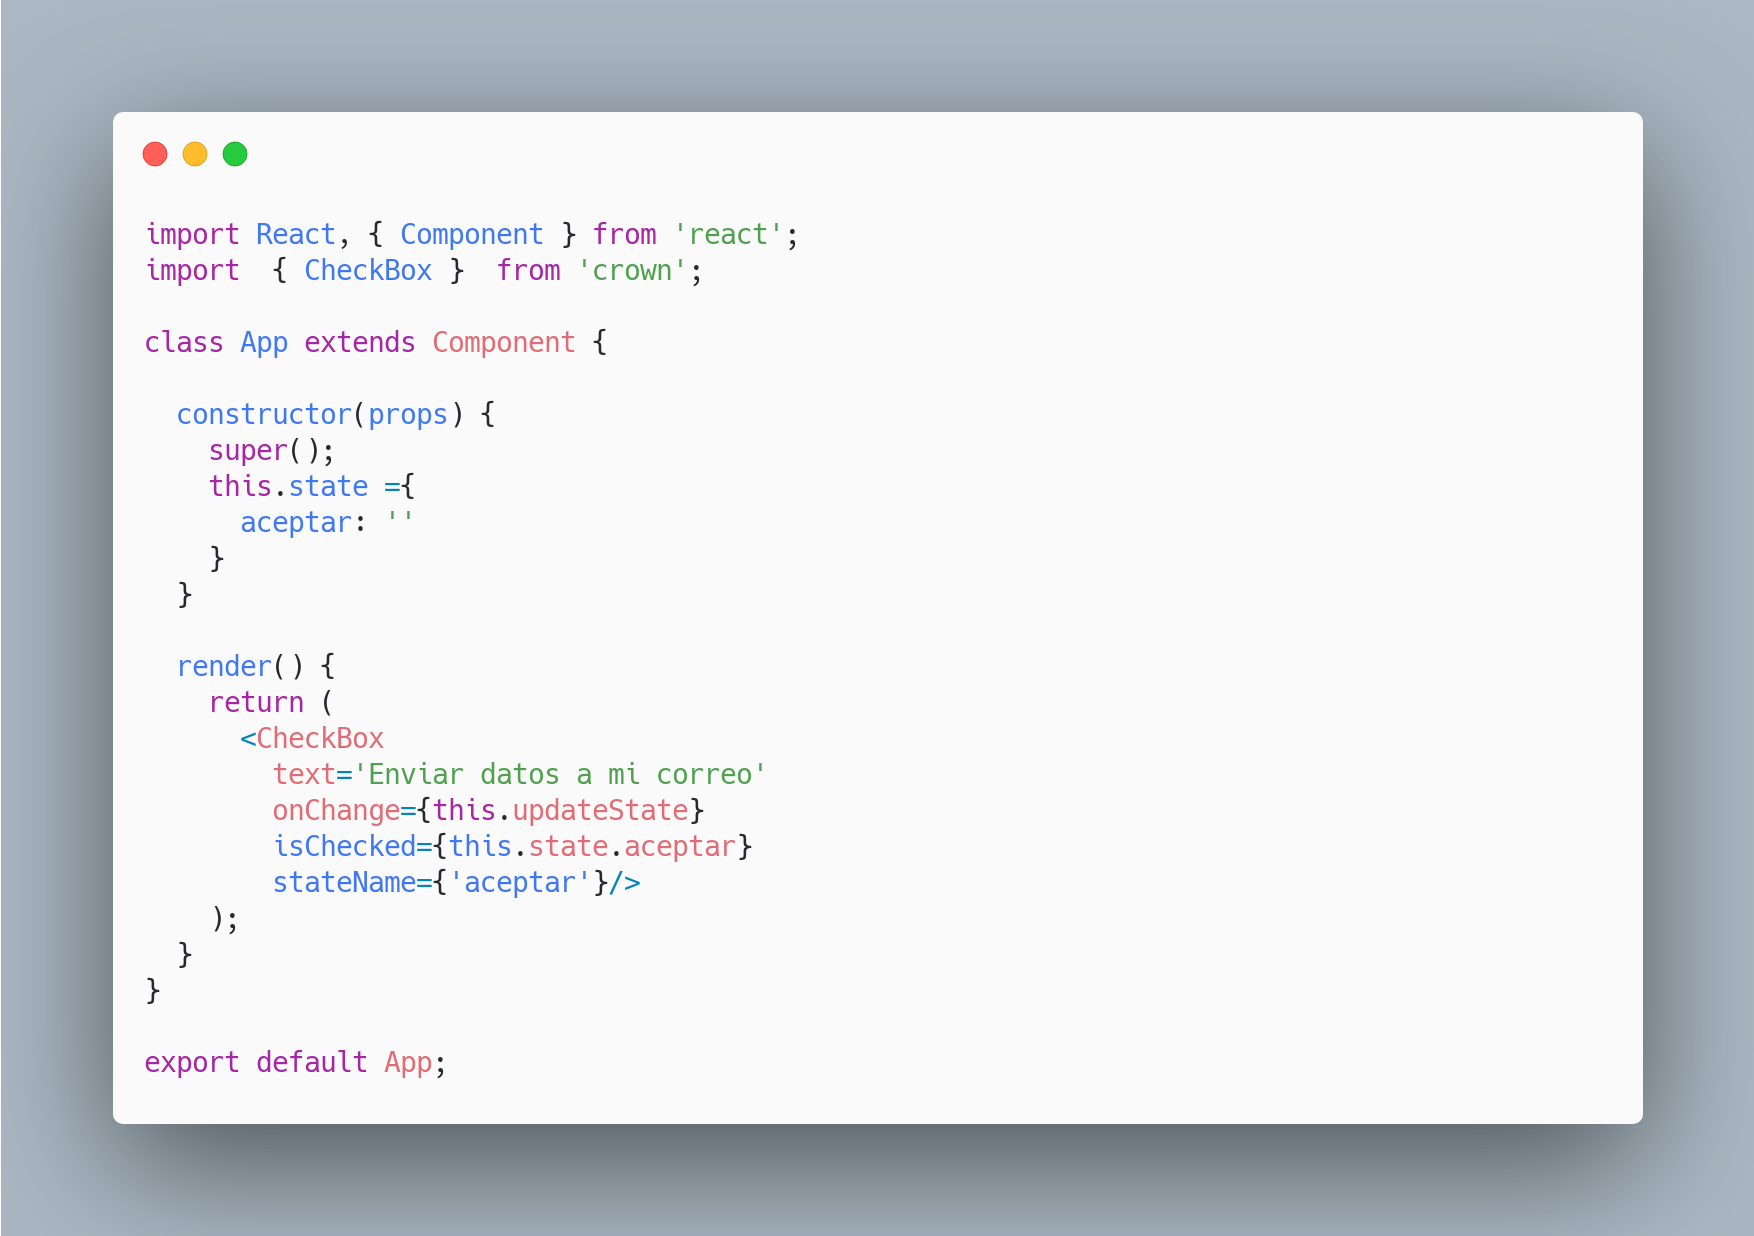 import React, { Component } from 'react';
import  { CheckBox }  from 'crown';

class App extends Component {

  constructor(props) {
    super();
    this.state ={
      aceptar: ''
    }
  }

  render() {
    return (
      <CheckBox
        text='Enviar datos a mi correo'
        onChange={this.updateState}
        isChecked={this.state.aceptar}
        stateName={'aceptar'}/>
    );
  }
}

export default App;